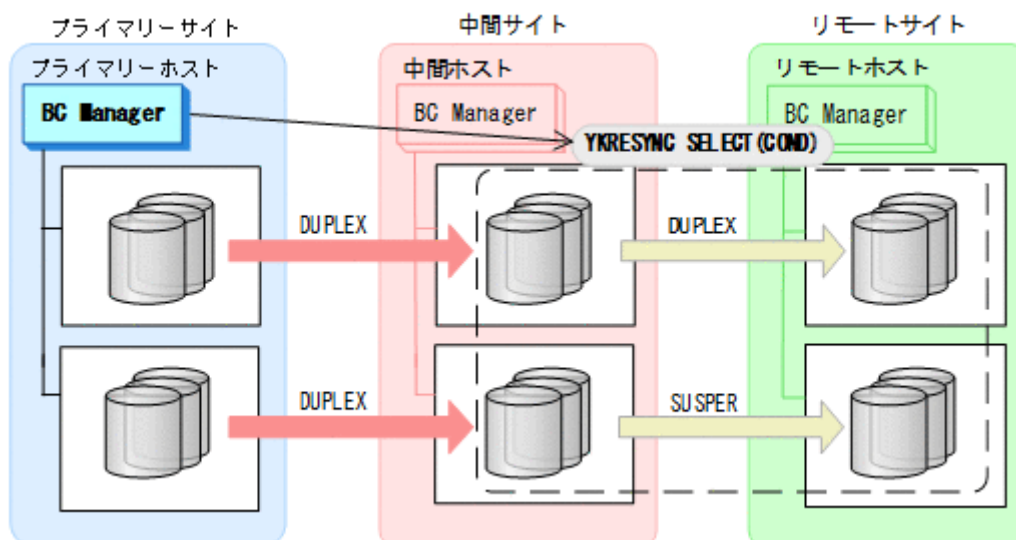 プライマリーサイト
中間サイト
リモートサイト
プライマリーホスト
中間ホスト
リモートホスト
BC Manager
BC Manager
BC Manager
YKRESYNC SELECT(COND)
DUPLEX
DUPLEX
DUPLEX
SUSPER